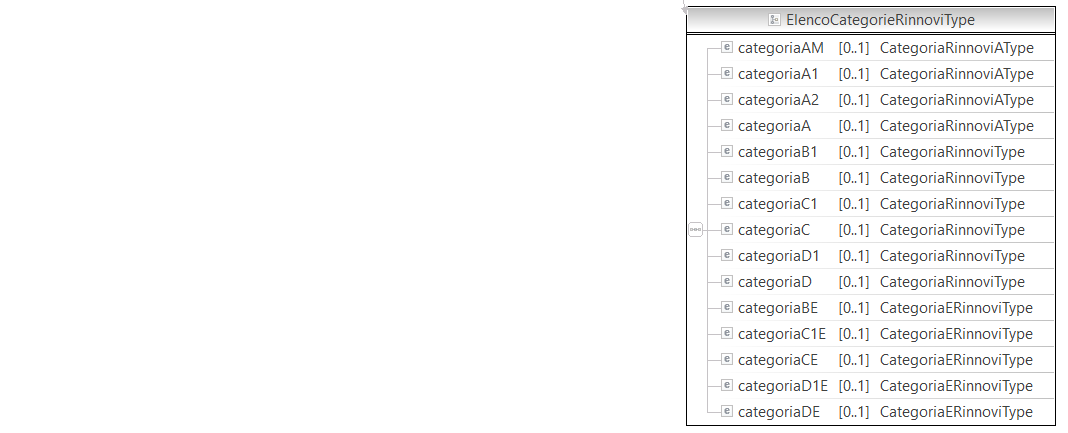 ElencoCategorieRinnoviType
e categoriaAM [0..1] CategoriaRinnoviAType
e categoriaA1 [0..1] CategoriaRinnoviAType
e categoriaA2 [0..1] CategoriaRinnoviAType
e categoriaA [0..1] CategoriaRinnoviAType
e categoriaB1 [0..1] CategoriaRinnoviType
e categoriaB [0..1] CategoriaRinnoviType
e categoriaC1 [0..1] CategoriaRinnoviType
e categoriaC [0..1] CategoriaRinnoviType
e categoriaD1 [0..1] CategoriaRinnoviType
e categoriaD [0..1] CategoriaRinnoviType
e categoriaBE [0..1] CategoriaERinnoviType
e categoriaC1E [0..1] CategoriaERinnoviType
e categoriaCE [0..1] CategoriaERinnoviType
e categoriaD1E [0..1] CategoriaERinnoviType
e categoriaDE [0..1] CategoriaERinnoviType